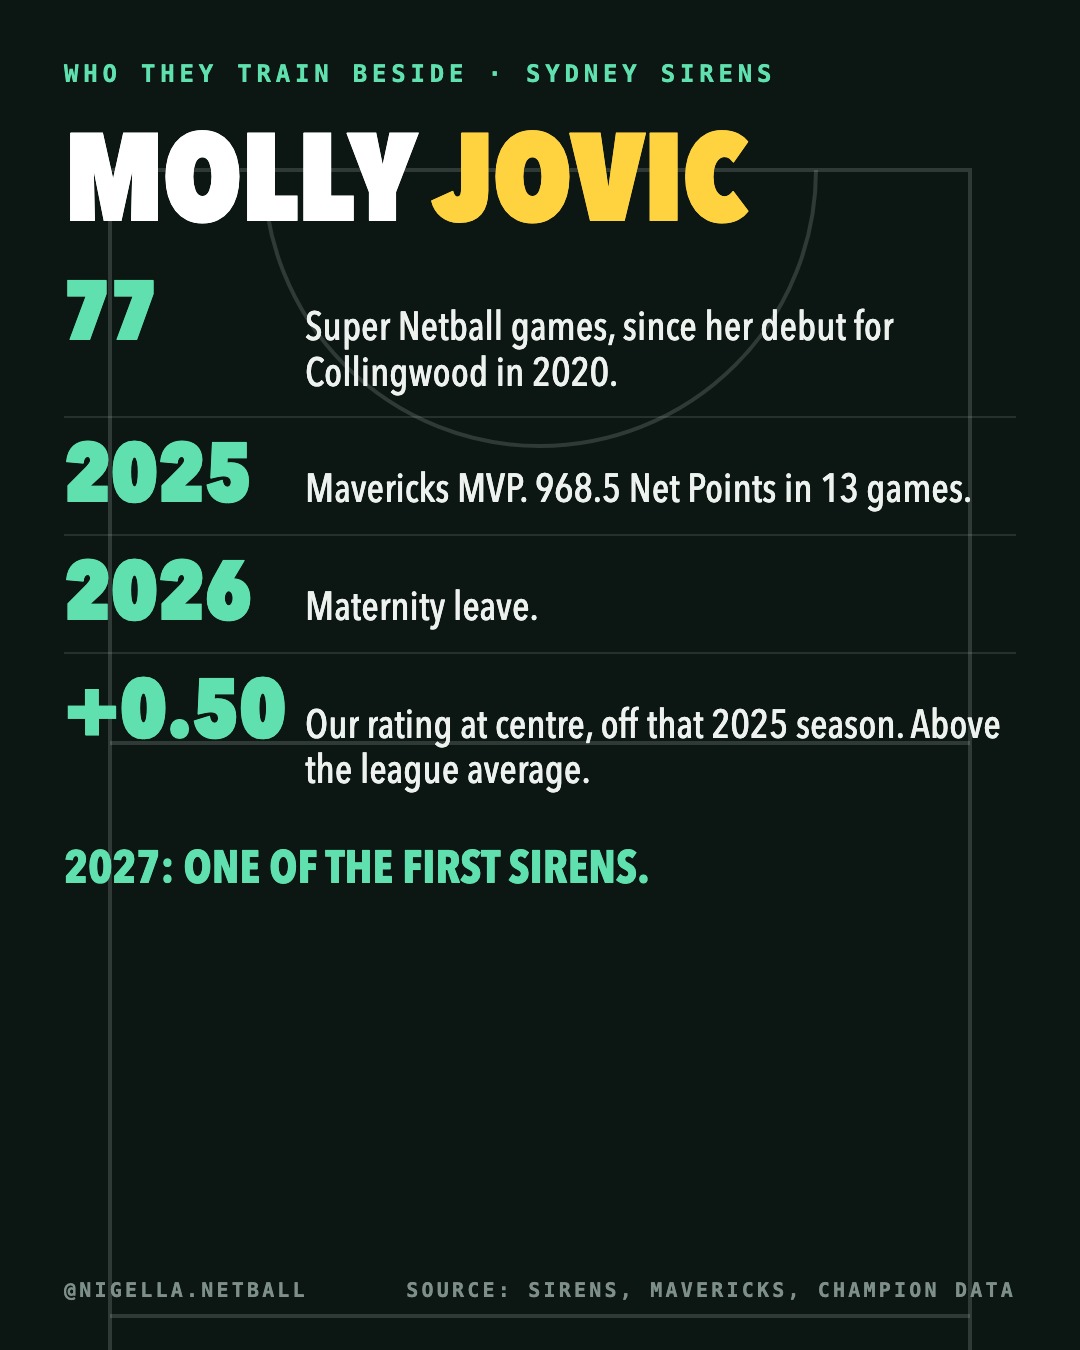 WHO THEY TRAIN BESIDE · SYDNEY SIRENS
MOLLY JOVIC
77
Super Netball games, since her debut for
Collingwood in 2020.
2025
Mavericks MVP. 968.5 Net Points in 13 games.
2026
Maternity leave.
+0.50
Our rating at centre, off that 2025 season. Above
the league average.
2027: ONE OF THE FIRST SIRENS.
@NIGELLA.NETBALL
SOURCE: SIRENS, MAVERICKS, CHAMPION DATA